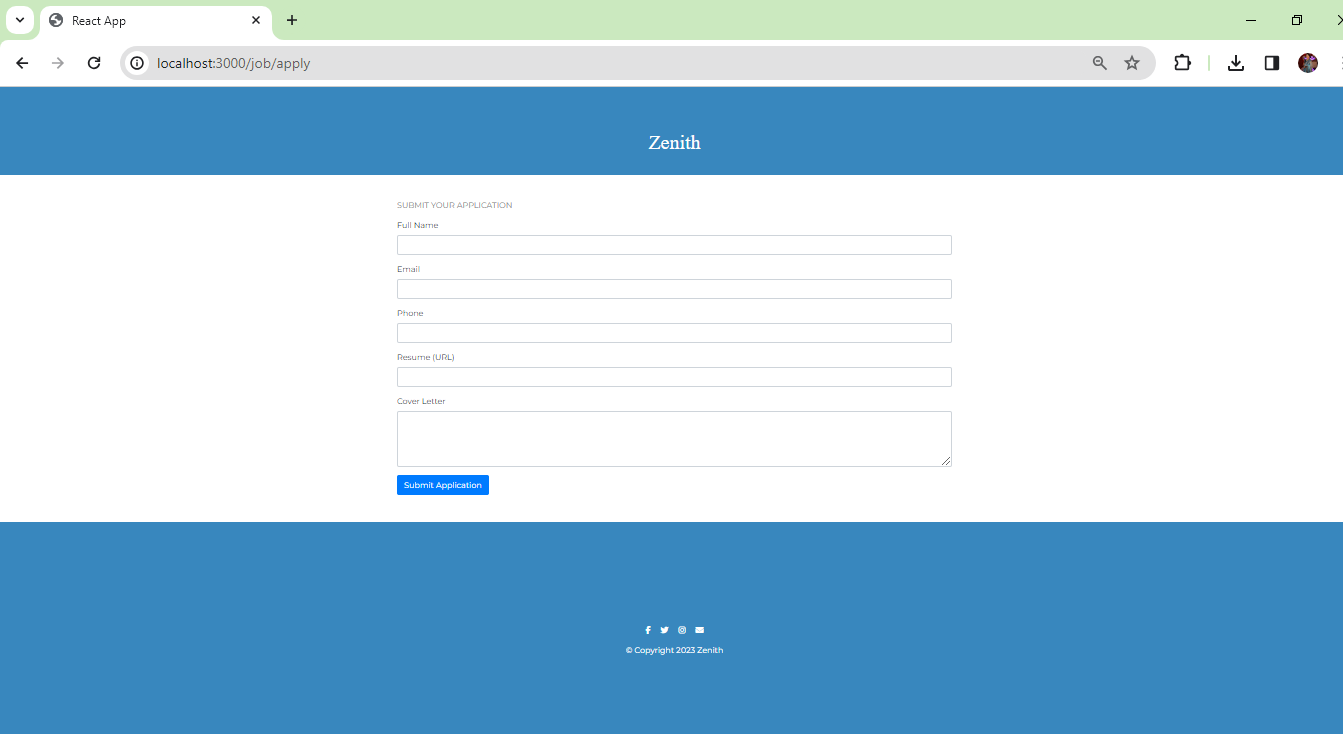 React App
localhost:3000/job/apply
Zenith
SUBMIT YOUR APPLICATION
Full Name
Email
Phone
Resume (URL)
Cover Letter
Submit Application
© Copyright 2023 Zenith